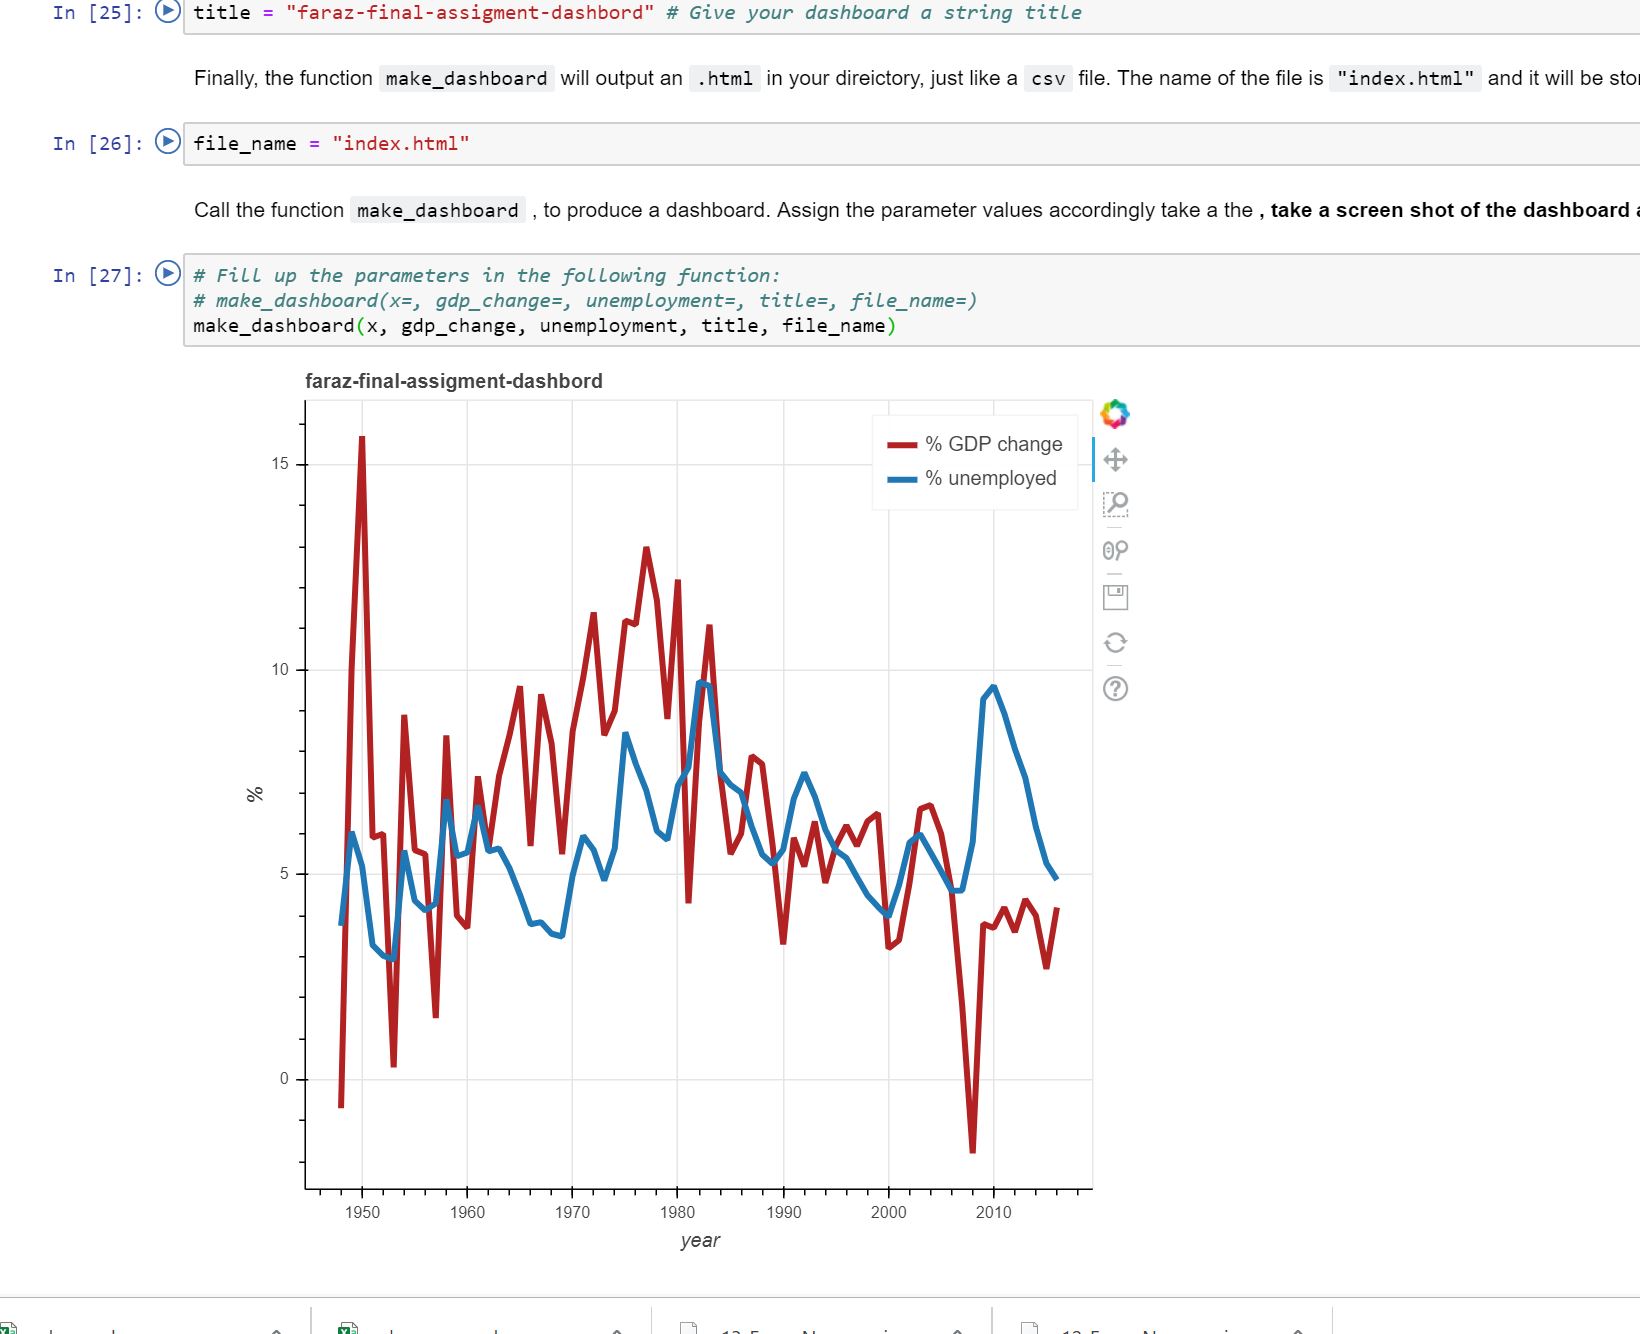 In [25]: title = "faraz-final-assigment-dashbord" # Give your dashboard a string title
Finally, the function make_dashboard will output an .html in your direictory, just like a csv file. The name of the file is "index.html" and it will be
In [26]: file_name = "index.html"
Call the function make_dashboard , to produce a dashboard. Assign the parameter values accordingly take a the , take a screen shot of the dashboard
In [27]: # Fill up the parameters in the following function:
# make_dashboard(x=, gdp_change=, unemployment=, title=, file_name=)
make_dashboard(x, gdp_change, unemployment, title, file_name)
faraz-final-assigment-dashbord
% GDP change
% unemployed
15
10
5
0
%
1950 1960 1970 1980 1990 2000 2010
year